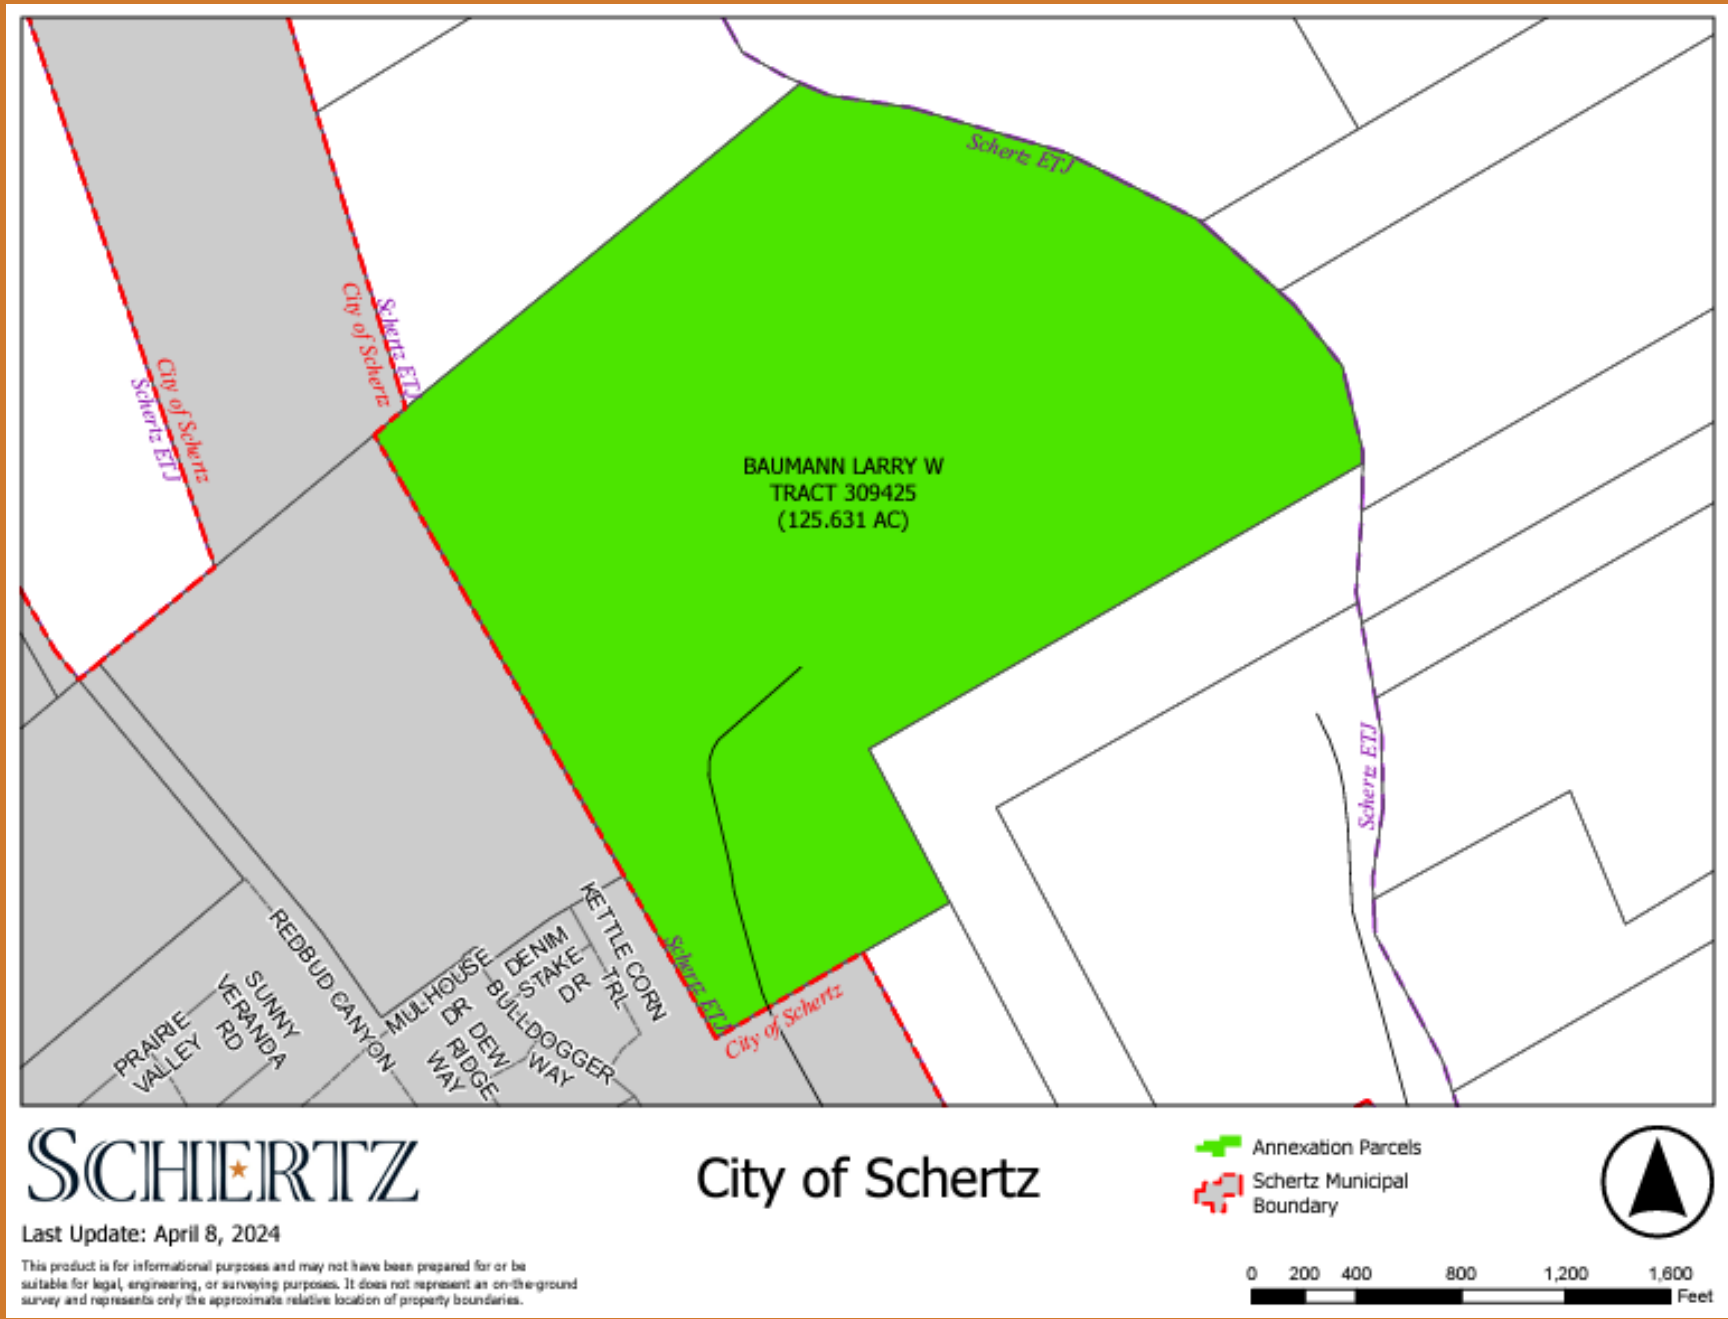 Schertz ETJ
City of Schertz
Schertz ETJ
City of Schertz
Schertz ETJ
BAUMANN LARRY W
TRACT 309425
(125.631 AC)
Schertz ETJ
Schertz ETJ
City of Schertz
KETTLE CORN
TRL
DENIM
STAKE
DR
MULHOUSE
DR
BULLDOGGER
WAY
DEW
RIDGE
WAY
REDBUD CANYON
SUNNY
VERANDA
RD
PRAIRIE
VALLEY
SCHERTZ
Last Update: April 8, 2024
This product is for informational purposes and may not have been prepared for or be
suitable for legal, engineering, or surveying purposes. It does not represent an on-the-ground
survey and represents only the approximate relative location of property boundaries.
City of Schertz
Annexation Parcels
Schertz Municipal
Boundary
0 200 400 800 1,200 1,600
Feet